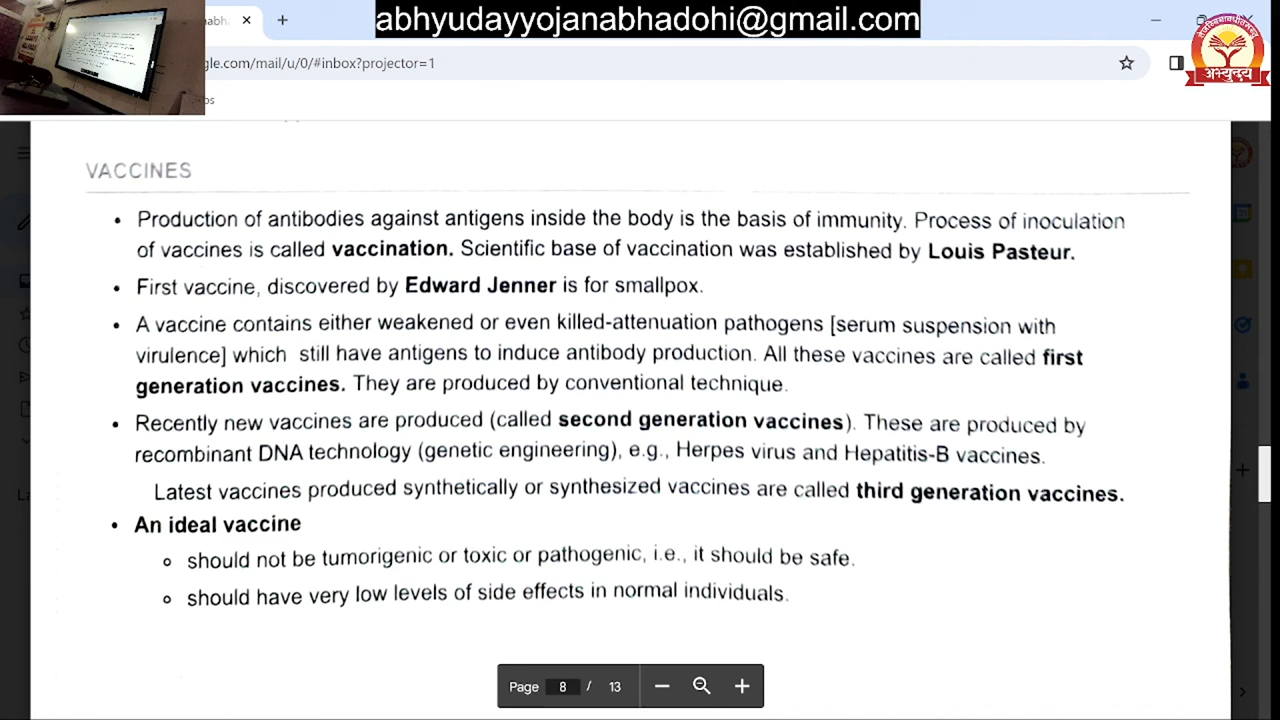 abhyudayyojanabhadohi@gmail.com
gle.com/mail/u/0/#inbox?projector=1
अभ्युदय
VACCINES
• Production of antibodies against antigens inside the body is the basis of immunity. Process of inoculation
of vaccines is called vaccination. Scientific base of vaccination was established by Louis Pasteur.
• First vaccine, discovered by Edward Jenner is for smallpox.
• A vaccine contains either weakened or even killed-attenuation pathogens [serum suspension with
virulence] which still have antigens to induce antibody production. All these vaccines are called first
generation vaccines. They are produced by conventional technique.
• Recently new vaccines are produced (called second generation vaccines). These are produced by
recombinant DNA technology (genetic engineering), e.g., Herpes virus and Hepatitis-B vaccines.
Latest vaccines produced synthetically or synthesized vaccines are called third generation vaccines.
• An ideal vaccine
o should not be tumorigenic or toxic or pathogenic, i.e., it should be safe.
o should have very low levels of side effects in normal individuals.
Page 8 / 13